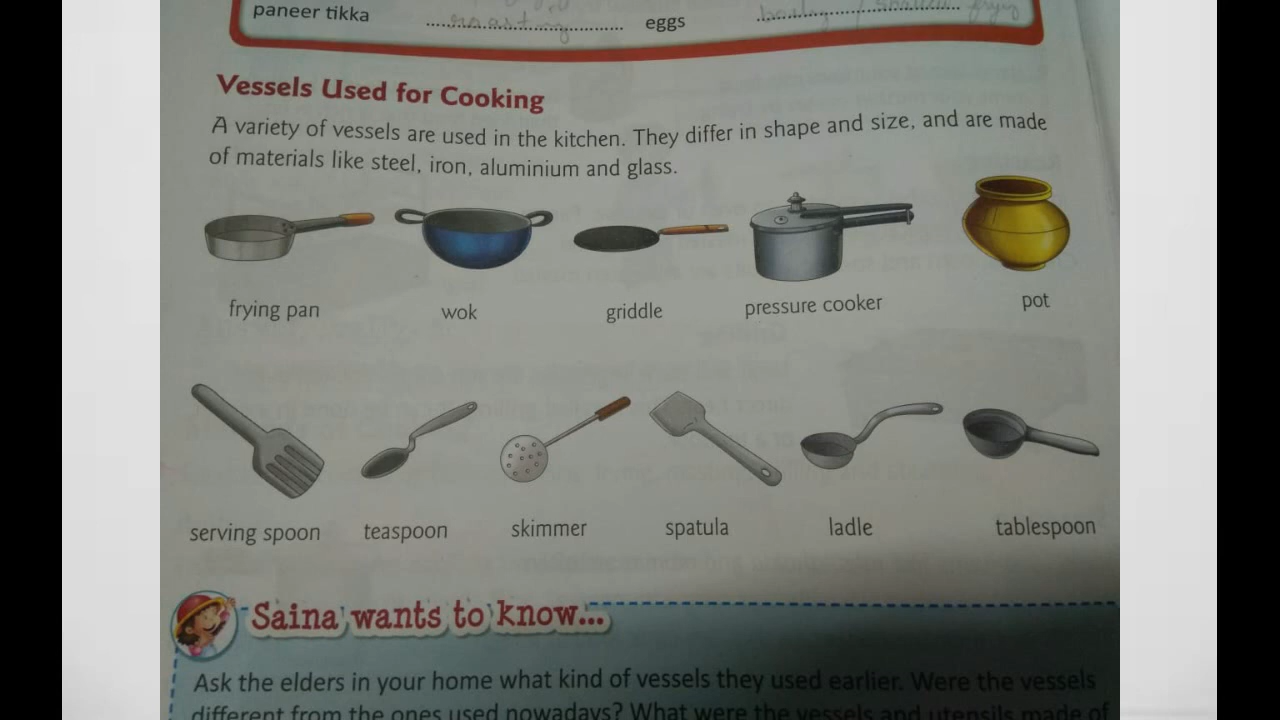 paneer tikka roasting eggs frying
Vessels Used for Cooking
A variety of vessels are used in the kitchen. They differ in shape and size, and are made
of materials like steel, iron, aluminium and glass.
frying pan wok griddle pressure cooker pot
serving spoon teaspoon skimmer spatula ladle tablespoon
Saina wants to know...
Ask the elders in your home what kind of vessels they used earlier. Were the vessels
different from the ones used nowadays? What were the vessels and utensils made of